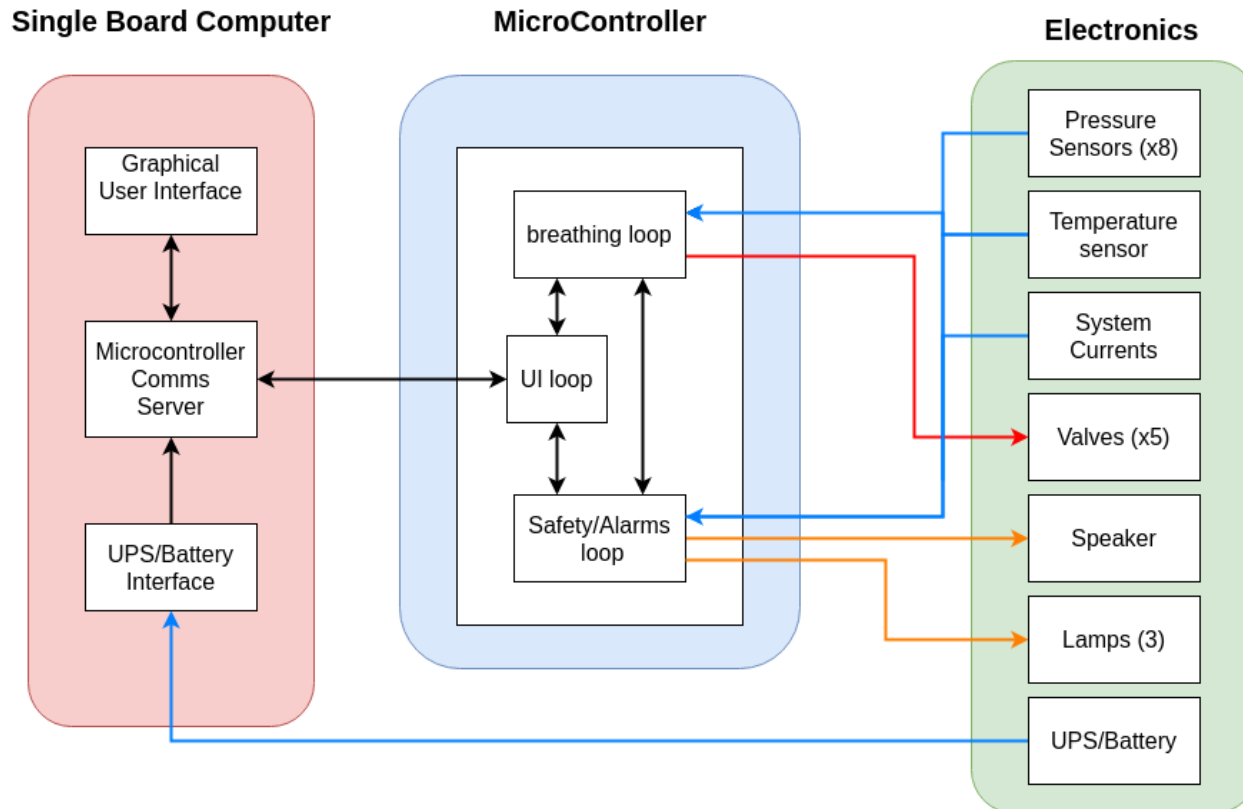 Single Board Computer
MicroController
Electronics
Graphical
User Interface
Microcontroller
Comms
Server
UPS/Battery
Interface
breathing loop
UI loop
Safety/Alarms
loop
Pressure
Sensors (x8)
Temperature
sensor
System
Currents
Valves (x5)
Speaker
Lamps (3)
UPS/Battery